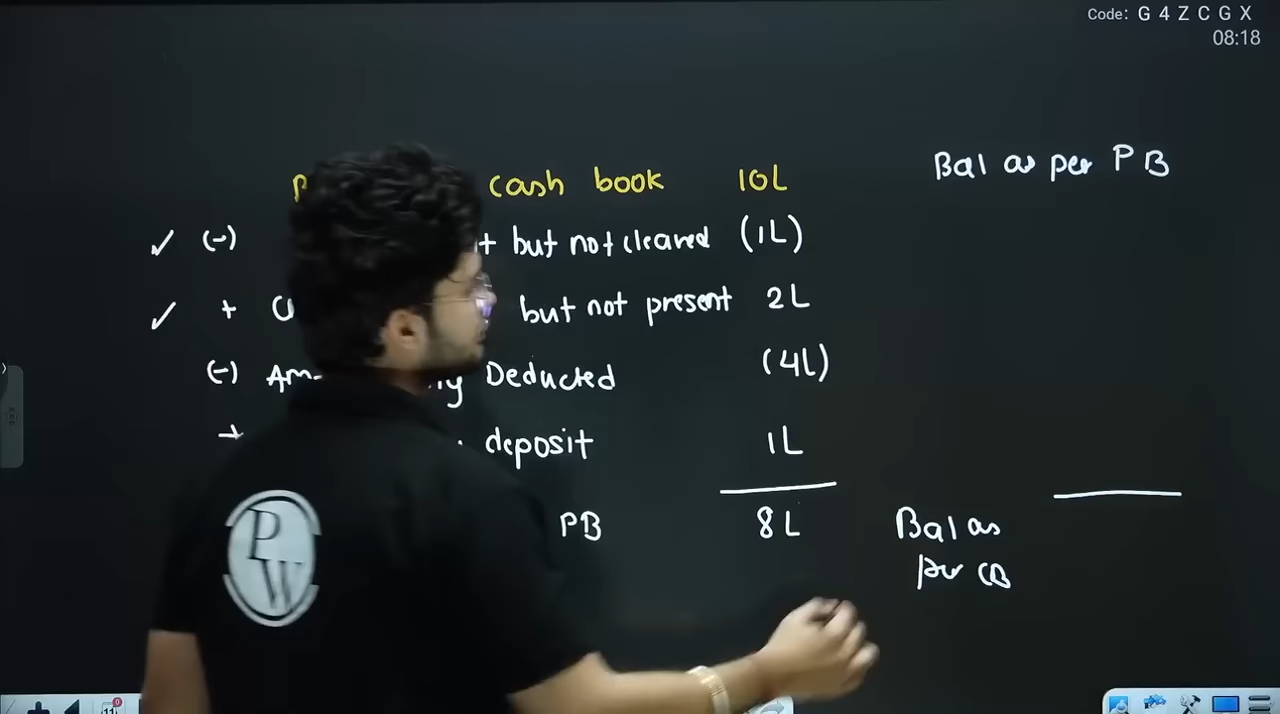 Code: G 4 Z C G X
08:18
cash book 10L
Bal as per PB
✓ (-) but not cleared (1L)
✓ + but not present 2L
(-) Deducted (4L)
+ deposit 1L
PB 8L
Bal as
per CB
PW